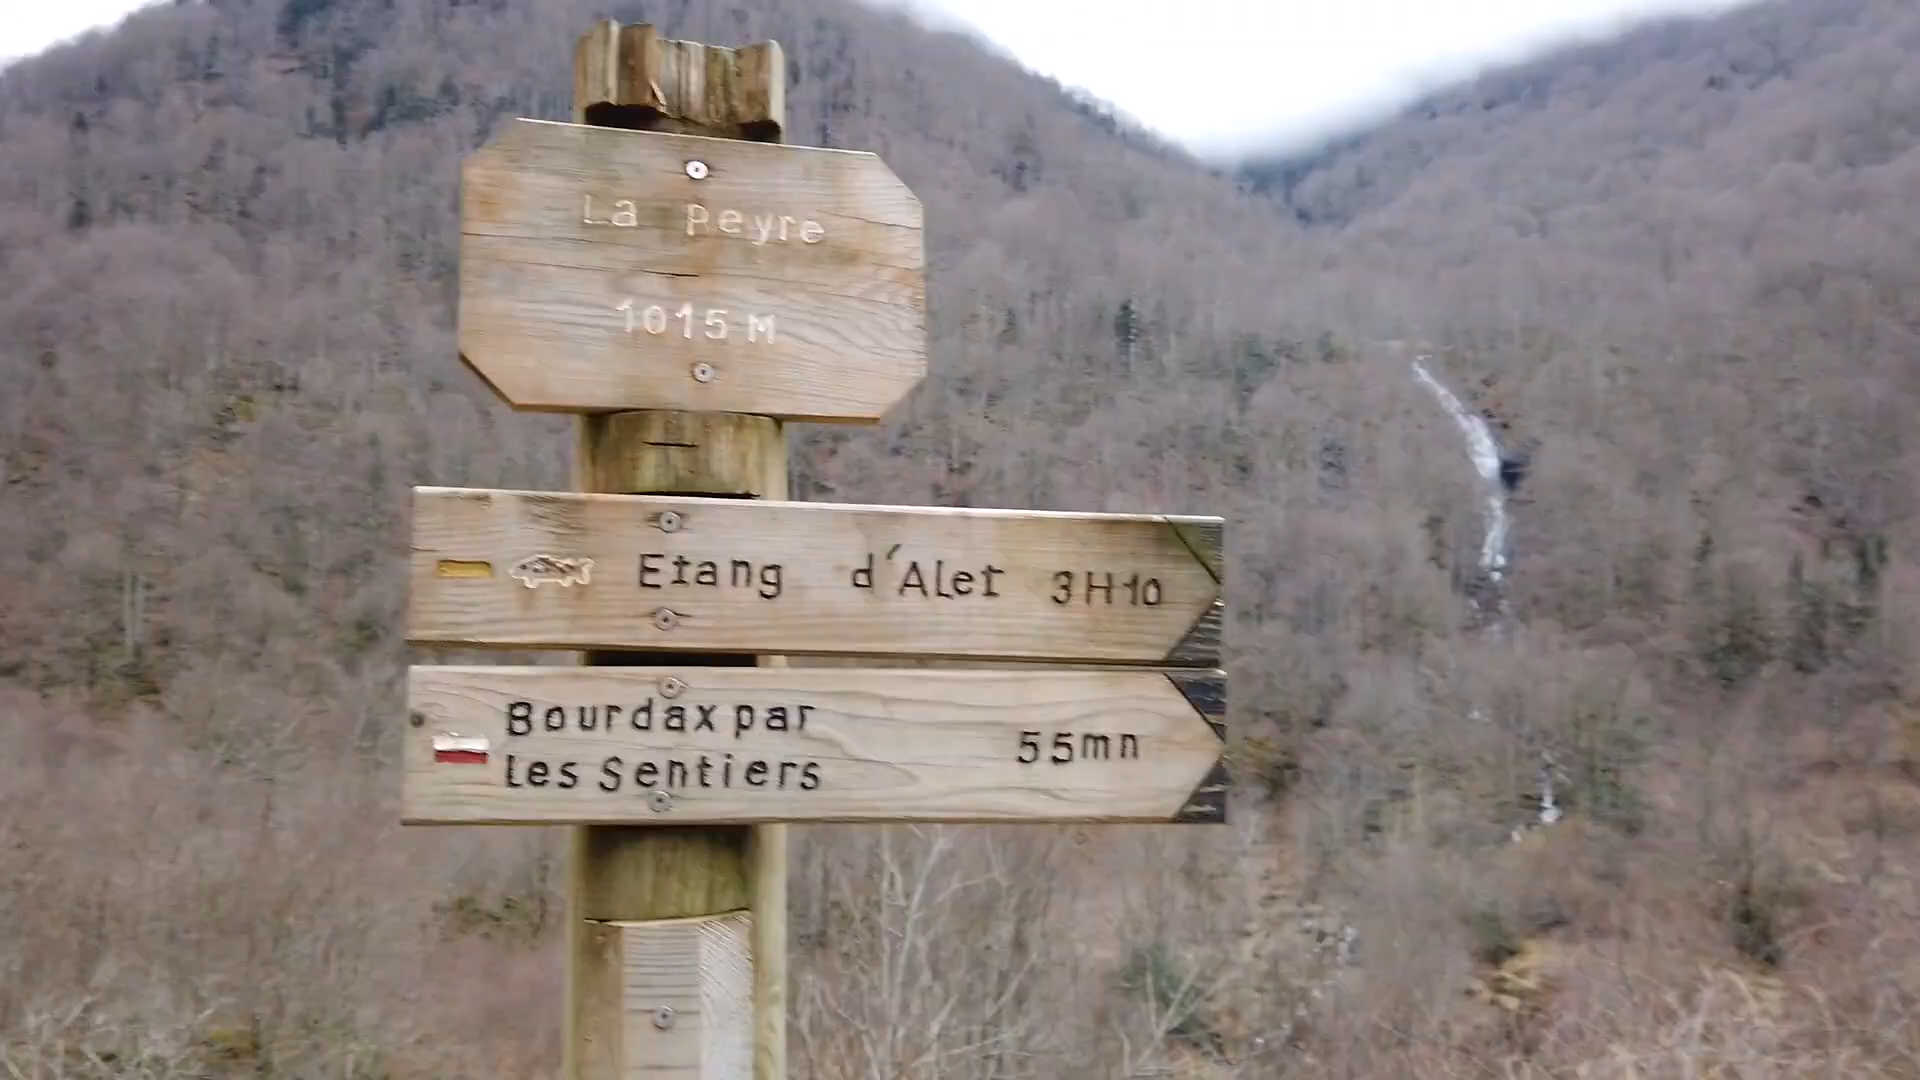 La Peyre
1015 M
Etang d'Alet 3H10
Bourdax par
les Sentiers
55mn